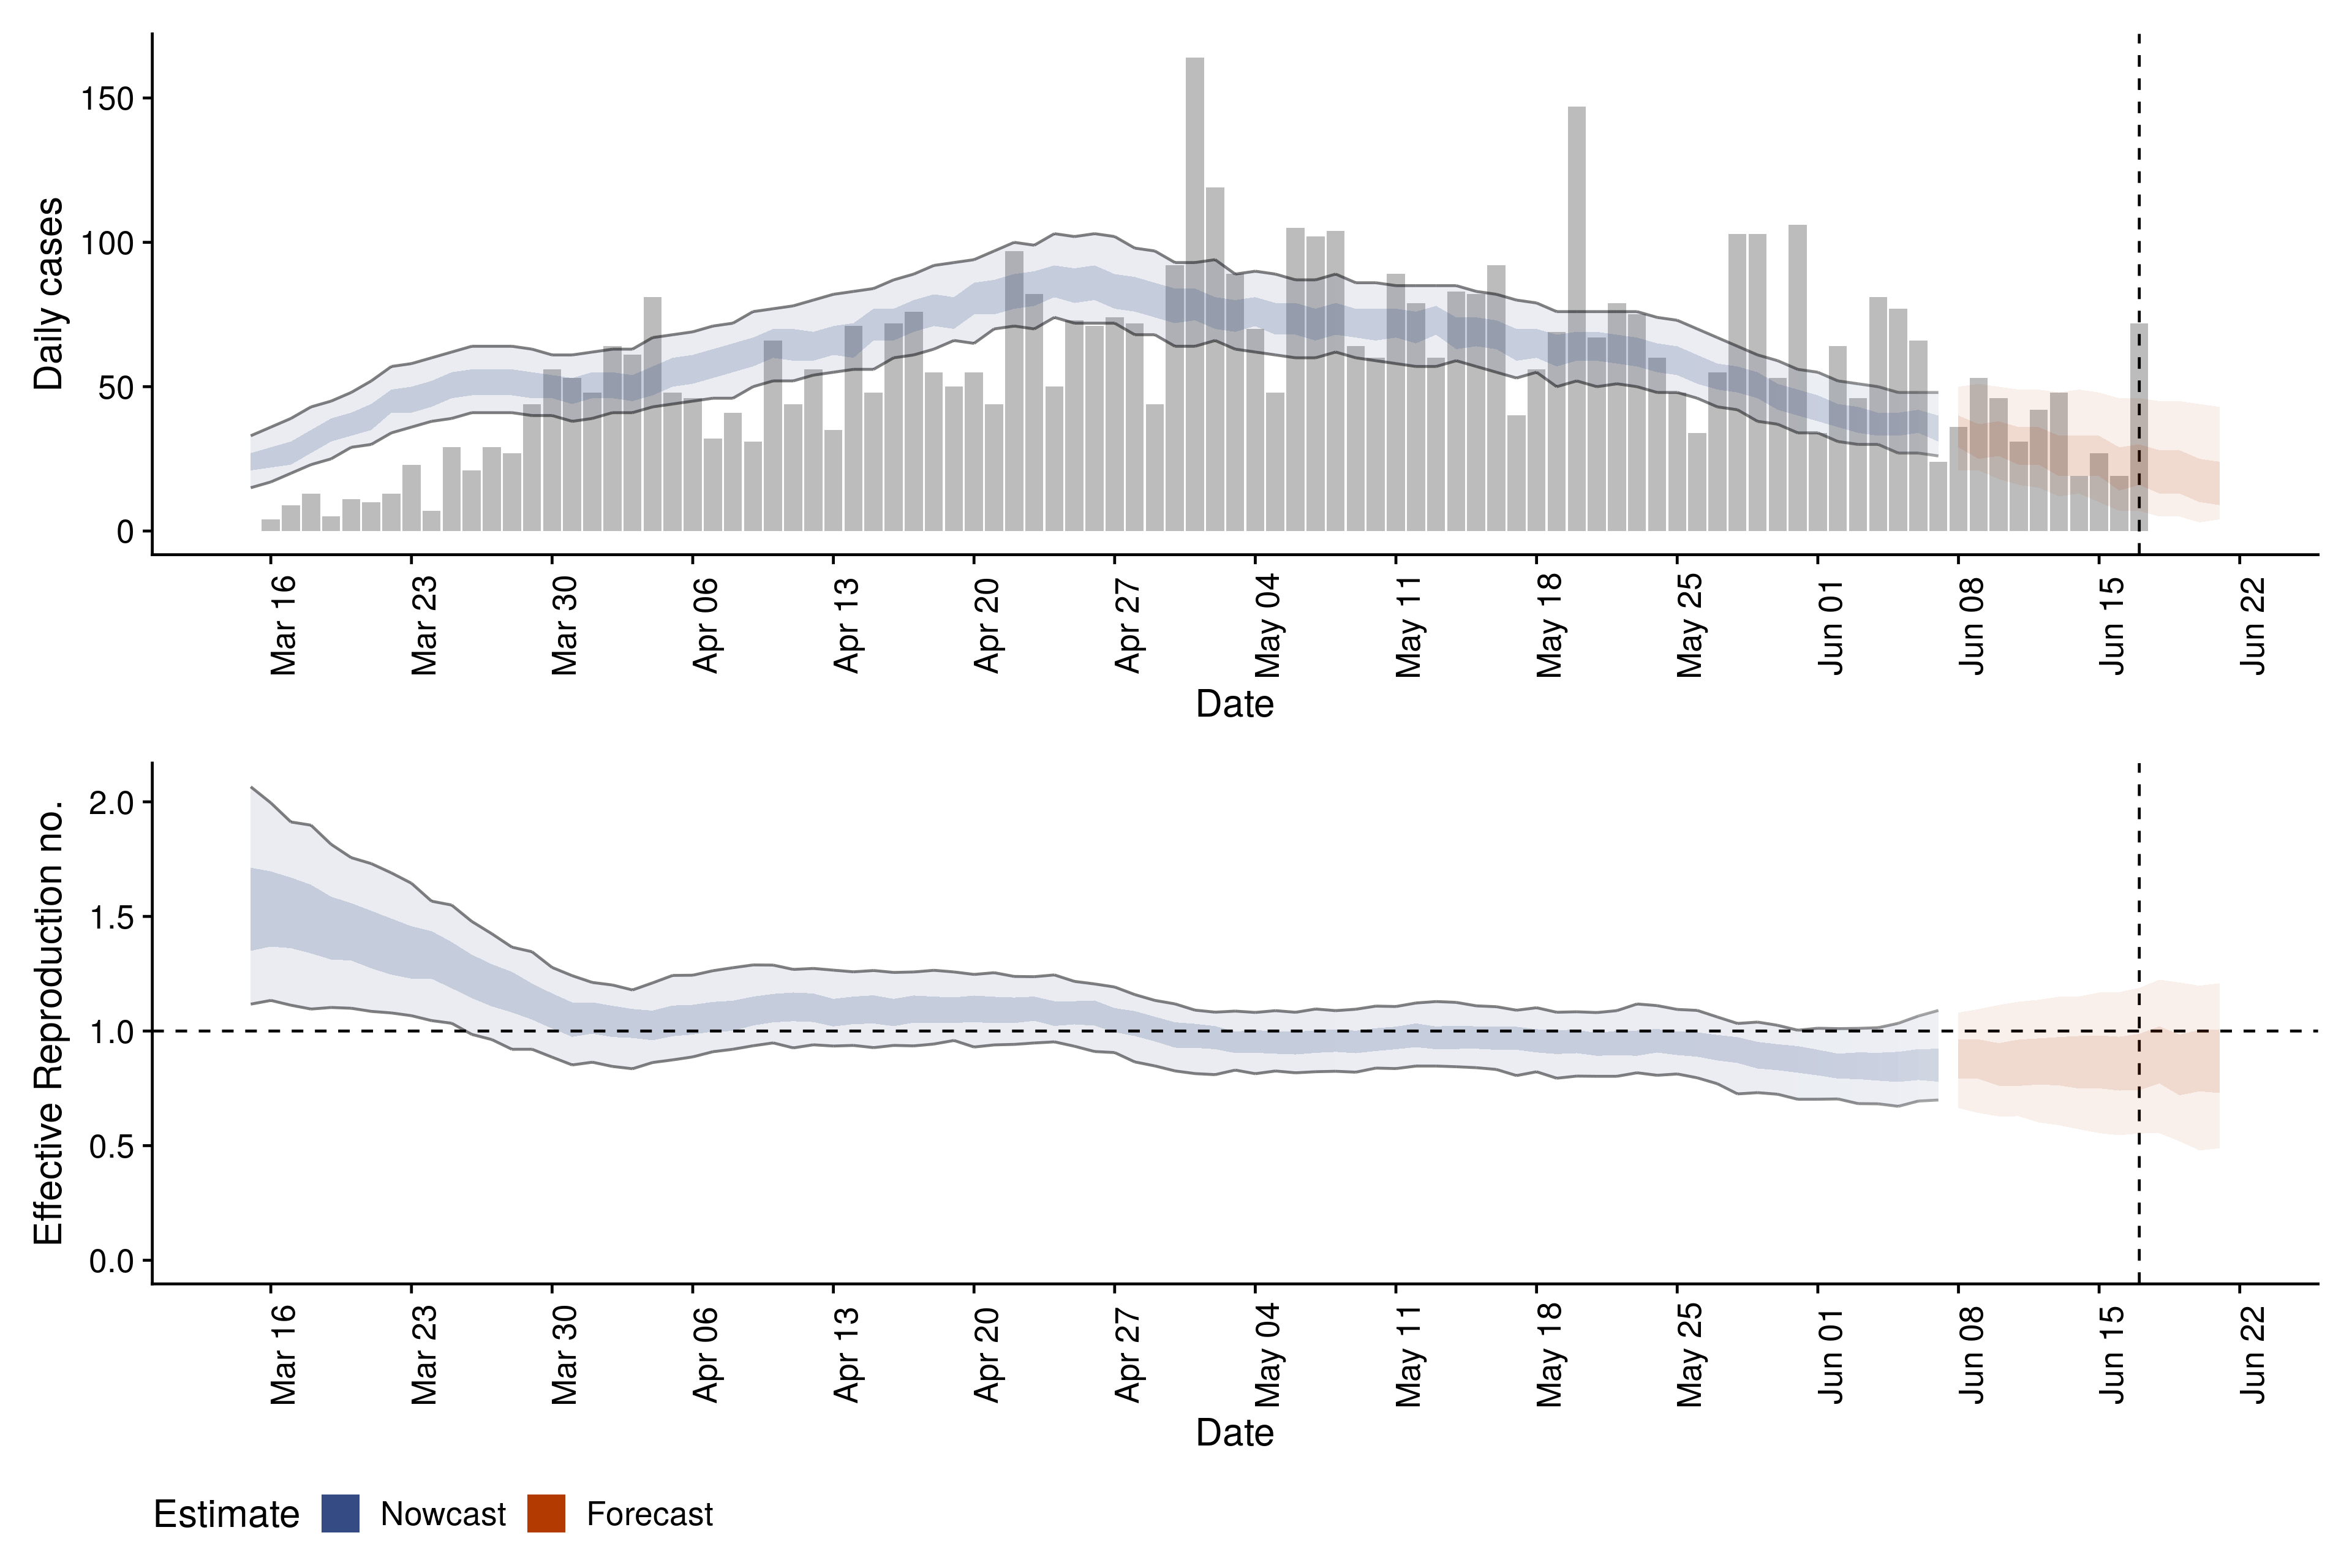 Daily cases
150
100
50
0
Mar 16
Mar 23
Mar 30
Apr 06
Apr 13
Apr 20
Apr 27
May 04
May 11
May 18
May 25
Jun 01
Jun 08
Jun 15
Jun 22
Date
Effective Reproduction no.
2.0
1.5
1.0
0.5
0.0
Mar 16
Mar 23
Mar 30
Apr 06
Apr 13
Apr 20
Apr 27
May 04
May 11
May 18
May 25
Jun 01
Jun 08
Jun 15
Jun 22
Date
Estimate Nowcast Forecast